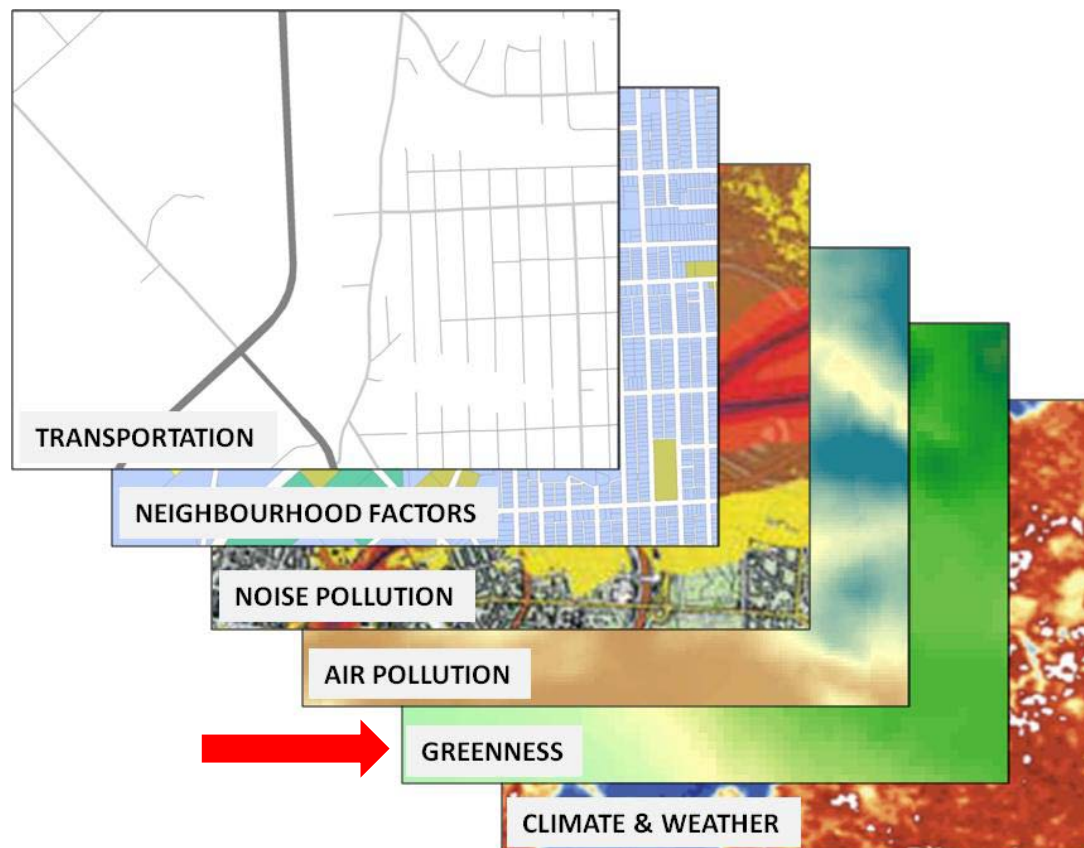 TRANSPORTATION
NEIGHBOURHOOD FACTORS
NOISE POLLUTION
AIR POLLUTION
GREENNESS
CLIMATE & WEATHER